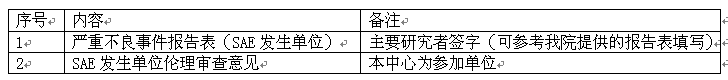 序号 内容 备注
1 严重不良事件报告表（SAE 发生单位） 主要研究者签字（可参考我院提供的报告表填写）
2 SAE 发生单位伦理审查意见 本中心为参加单位